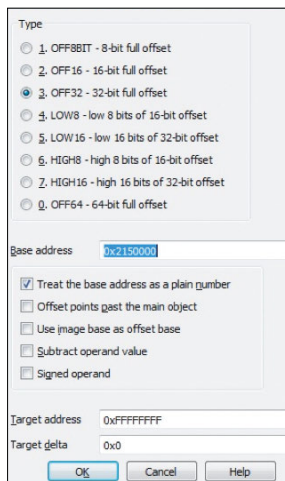 Type
1. OFF8BIT - 8-bit full offset
2. OFF16 - 16-bit full offset
3. OFF32 - 32-bit full offset
4. LOW8 - low 8 bits of 16-bit offset
5. LOW16 - low 16 bits of 32-bit offset
6. HIGH8 - high 8 bits of 16-bit offset
7. HIGH16 - high 16 bits of 32-bit offset
0. OFF64 - 64-bit full offset
Base address 0x2150000
Treat the base address as a plain number
Offset points past the main object
Use image base as offset base
Subtract operand value
Signed operand
Target address 0xFFFFFFFF
Target delta 0x0
OK Cancel Help